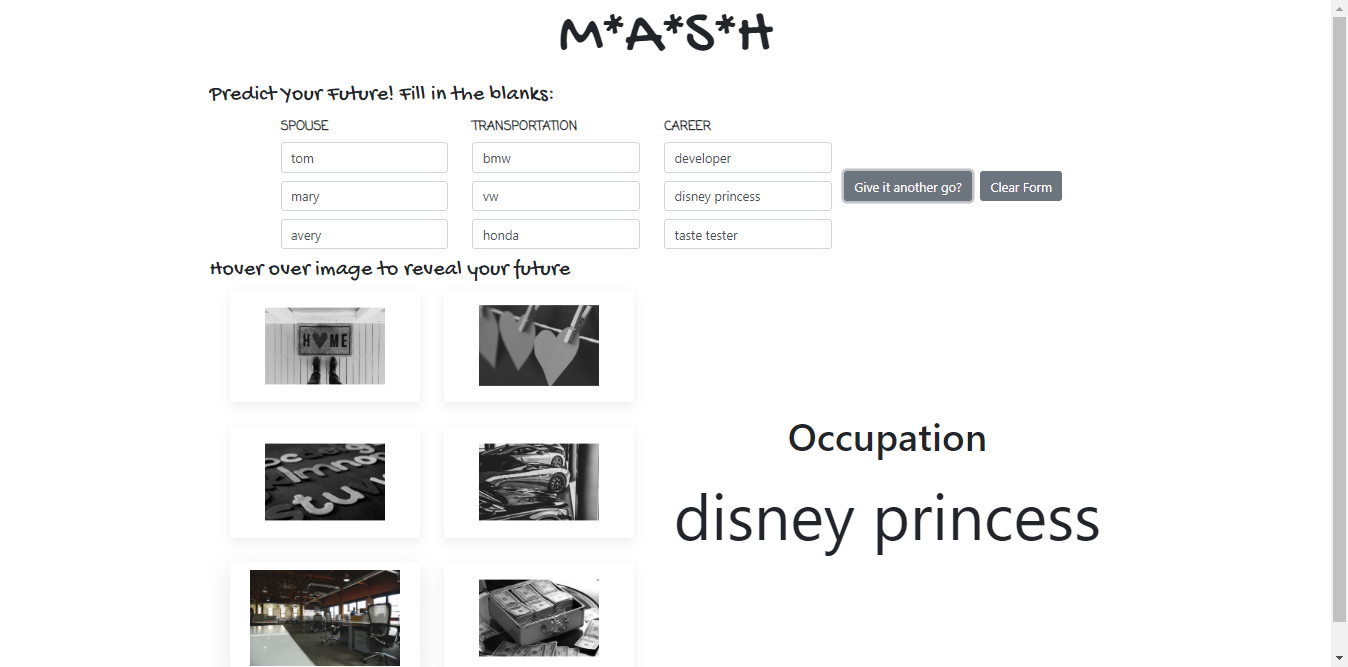 M*A*S*H
Predict Your Future! Fill in the blanks:
SPOUSE TRANSPORTATION CAREER
tom bmw developer
mary vw disney princess
Give it another go? Clear Form
avery honda taste tester
Hover over image to reveal your future
H ME
Occupation
disney princess